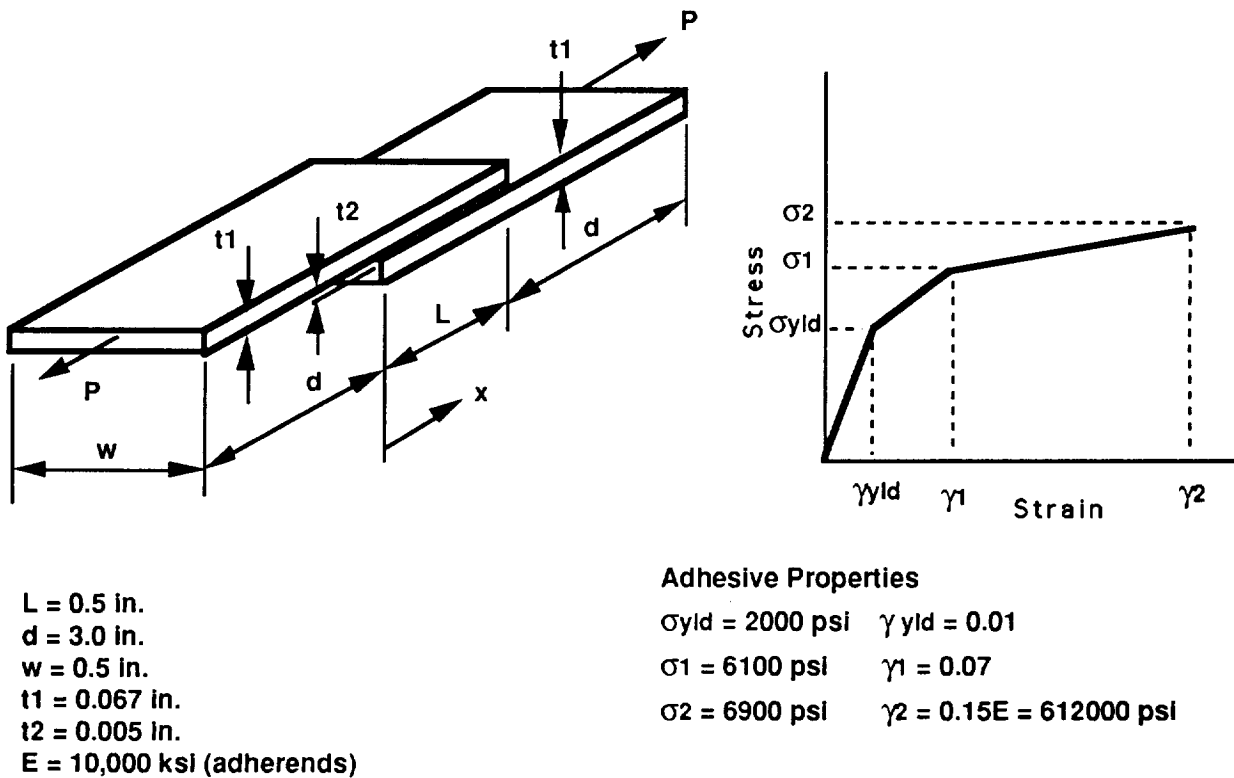 P
t1
t2
t1
d
L
P
d
x
w
Stress
σ2
σ1
σyld
γyld
γ1
γ2
Strain
L = 0.5 in.
d = 3.0 in.
w = 0.5 in.
t1 = 0.067 in.
t2 = 0.005 in.
E = 10,000 ksi (adherends)
Adhesive Properties
σyld = 2000 psi γ yld = 0.01
σ1 = 6100 psi γ1 = 0.07
σ2 = 6900 psi γ2 = 0.15E = 612000 psi